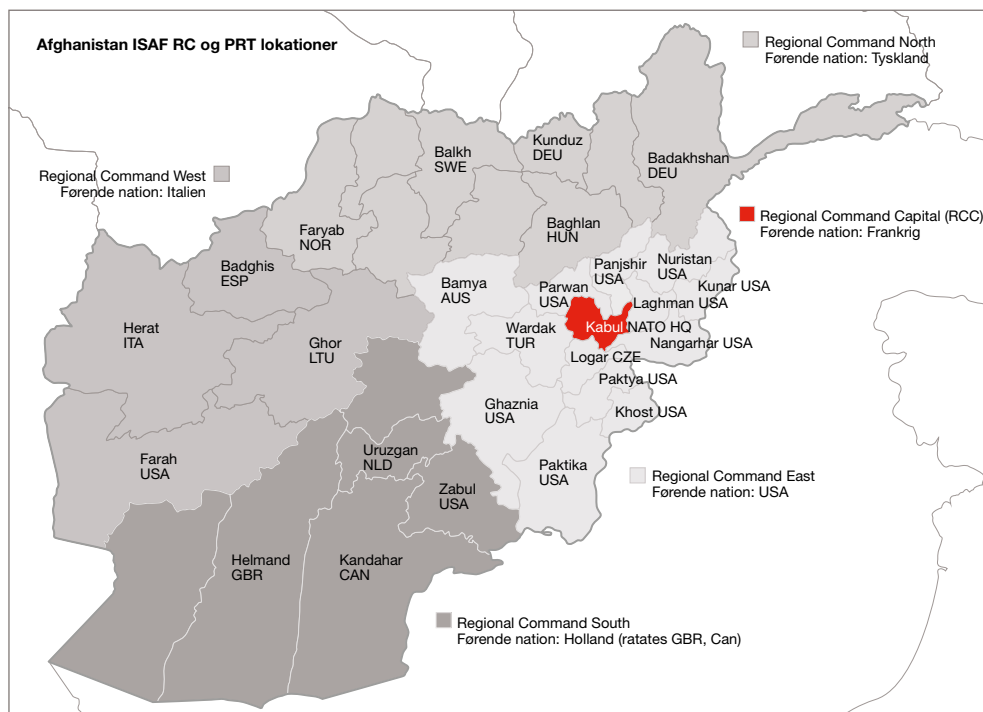 Afghanistan ISAF RC og PRT lokationer
Regional Command North
Førende nation: Tyskland
Regional Command West
Førende nation: Italien
Regional Command Capital (RCC)
Førende nation: Frankrig
Balkh
SWE
Kunduz
DEU
Badakhshan
DEU
Faryab
NOR
Baghlan
HUN
Badghis
ESP
Bamya
AUS
Parwan
USA
Panjshir
USA
Nuristan
USA
Kunar USA
Laghman USA
Herat
ITA
Ghor
LTU
Wardak
TUR
Kabul NATO HQ
Nangarhar USA
Logar CZE
Paktya USA
Ghaznia
USA
Khost USA
Farah
USA
Uruzgan
NLD
Zabul
USA
Paktika
USA
Regional Command East
Førende nation: USA
Helmand
GBR
Kandahar
CAN
Regional Command South
Førende nation: Holland (ratates GBR, Can)